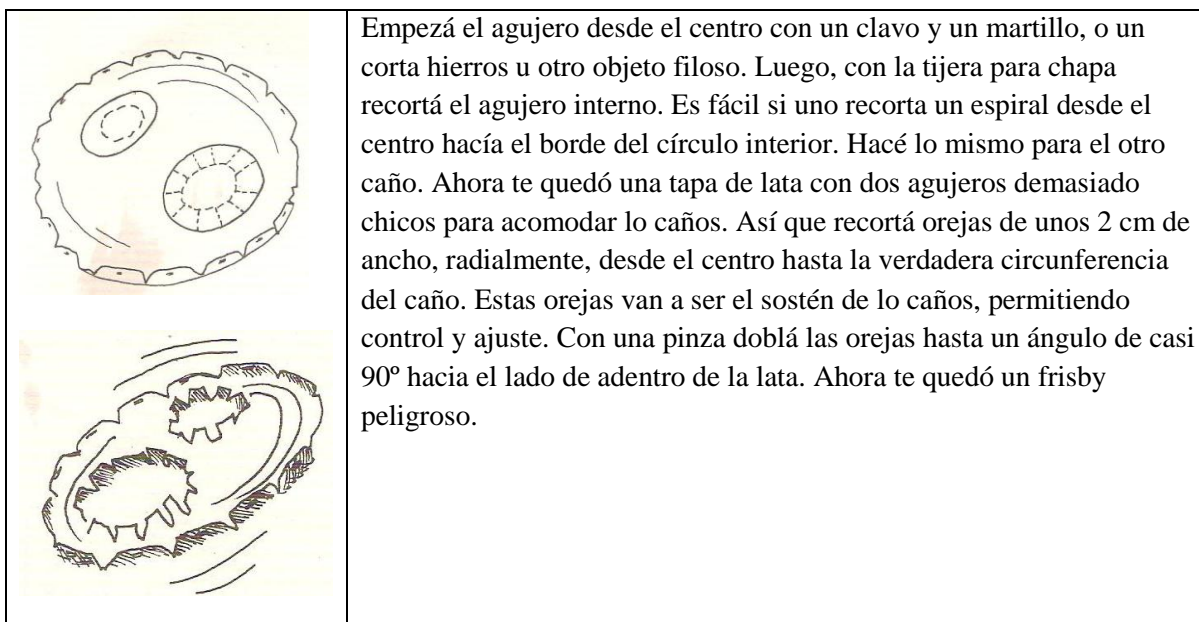 Empezá el agujero desde el centro con un clavo y un martillo, o un
corta hierros u otro objeto filoso. Luego, con la tijera para chapa
recortá el agujero interno. Es fácil si uno recorta un espiral desde el
centro hacía el borde del círculo interior. Hacé lo mismo para el otro
caño. Ahora te quedó una tapa de lata con dos agujeros demasiado
chicos para acomodar lo caños. Así que recortá orejas de unos 2 cm de
ancho, radialmente, desde el centro hasta la verdadera circunferencia
del caño. Estas orejas van a ser el sostén de lo caños, permitiendo
control y ajuste. Con una pinza doblá las orejas hasta un ángulo de casi
90º hacia el lado de adentro de la lata. Ahora te quedó un frisby
peligroso.